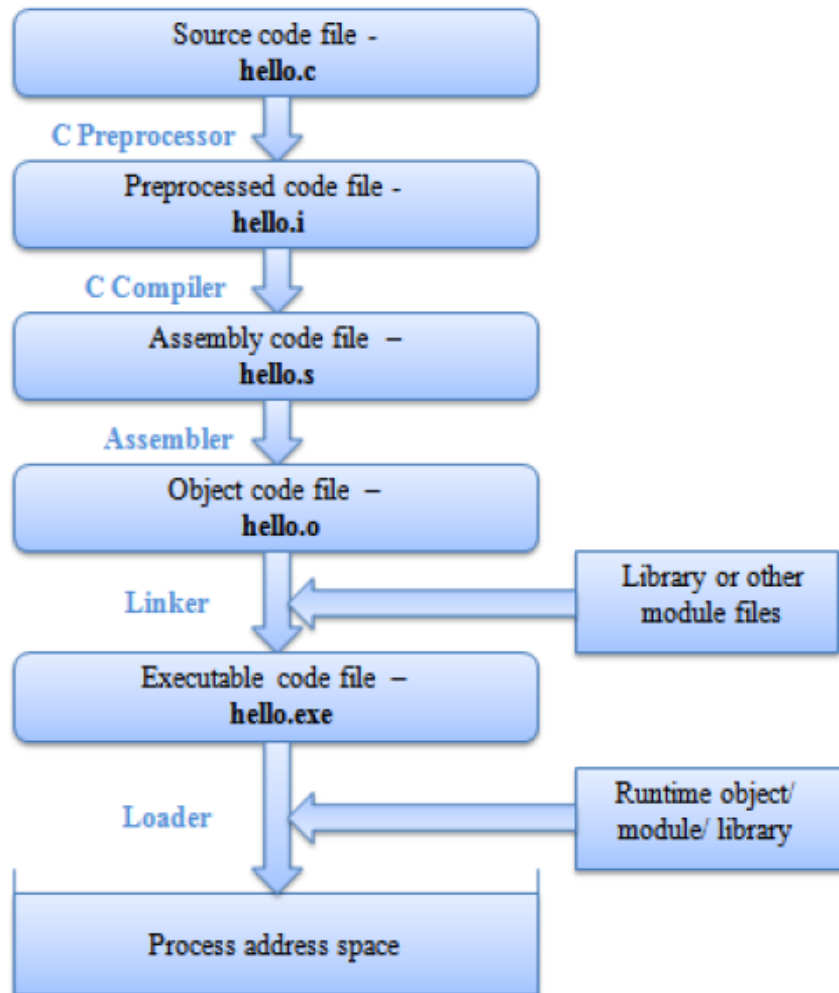 Source code file -
hello.c
C Preprocessor
Preprocessed code file -
hello.i
C Compiler
Assembly code file –
hello.s
Assembler
Object code file –
hello.o
Linker
Library or other
module files
Executable code file –
hello.exe
Loader
Runtime object/
module/ library
Process address space